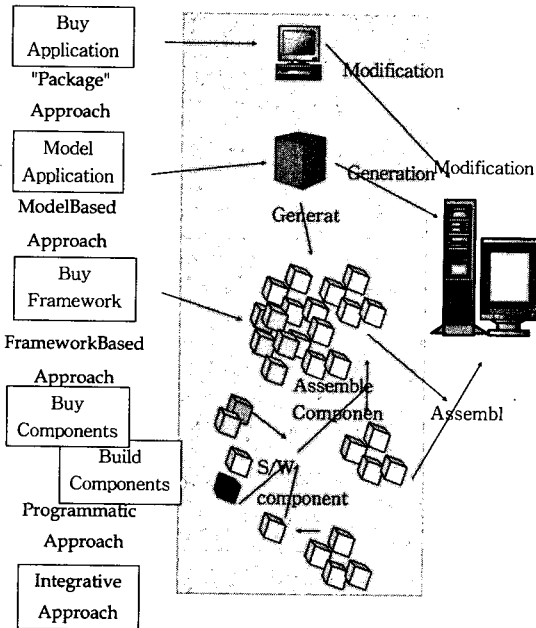 Buy
Application
"Package"
Approach
Model
Application
ModelBased
Approach
Buy
Framework
FrameworkBased
Approach
Buy
Components
Build
Components
Programmatic
Approach
Integrative
Approach
Modification
Generation
Modification
Generat
Assemble
Componen
Assembl
S/W
component